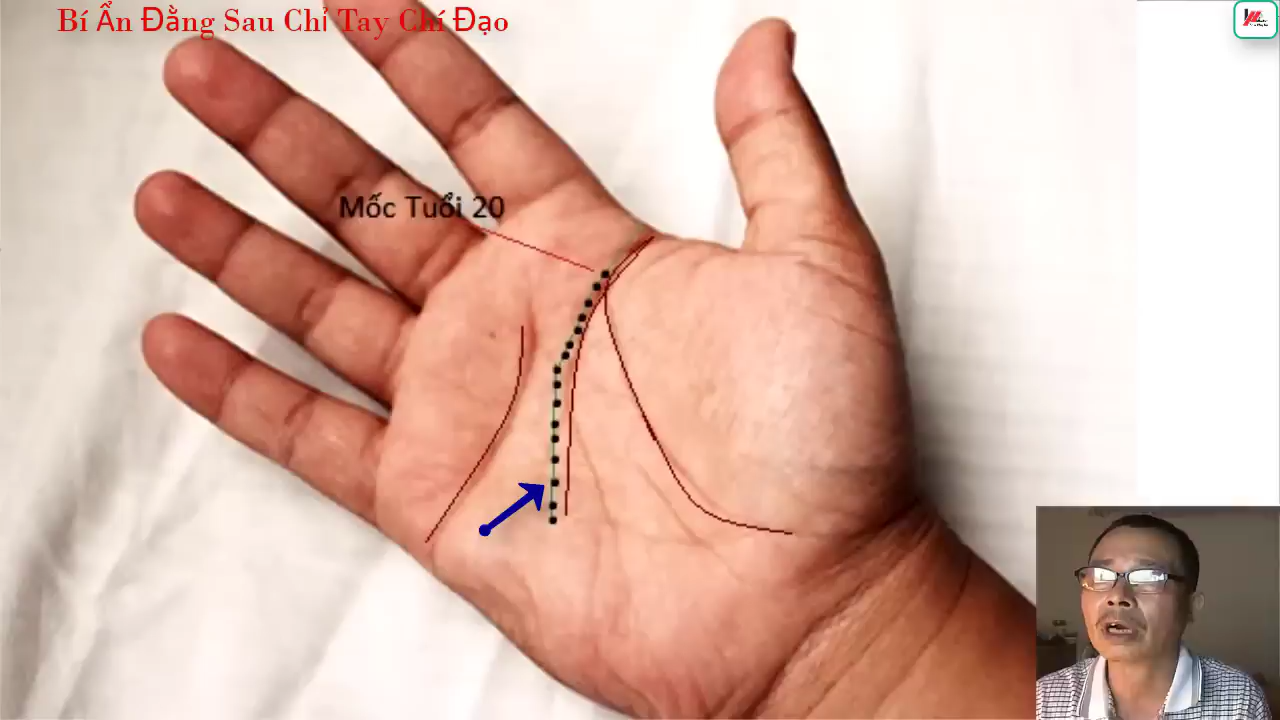 Bí Ẩn Đằng Sau Chỉ Tay Chí Đạo
Mốc Tuổi 20